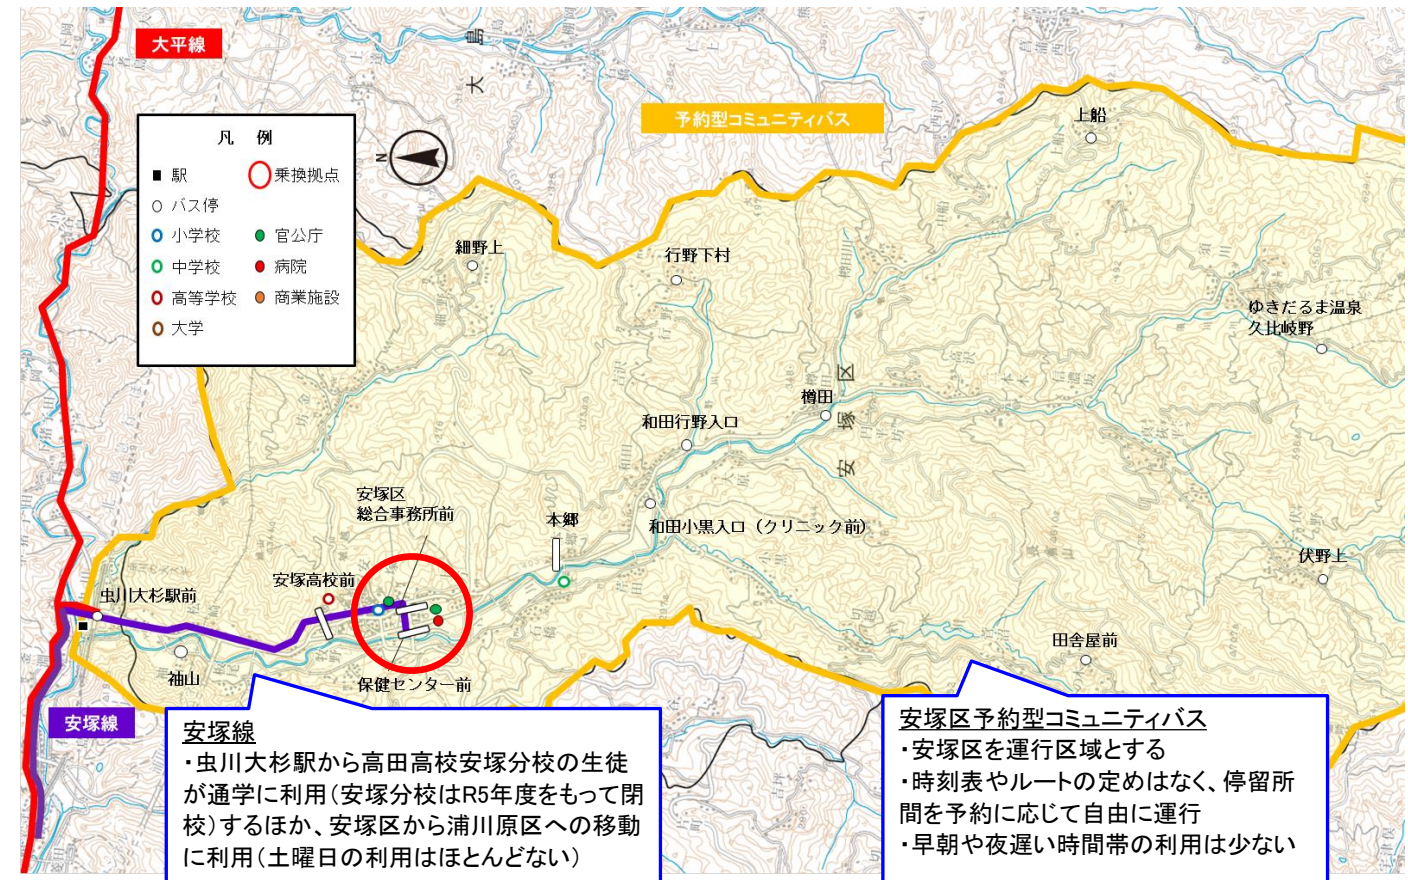 大平線
大島
予約型コミュニティバス
上船
凡 例
駅
乗換拠点
バス停
小学校
官公庁
中学校
病院
高等学校
商業施設
大学
N
細野上
行野下村
ゆきだるま温泉
久比岐野
樽田
和田行野入口
安塚区
安塚区
総合事務所前
本郷
和田小黒入口（クリニック前）
伏野上
安塚高校前
虫川大杉駅前
田舎屋前
袖山
保健センター前
安塚線
安塚線
・虫川大杉駅から高田高校安塚分校の生徒
が通学に利用（安塚分校はR5年度をもって閉
校）するほか、安塚区から浦川原区への移動
に利用（土曜日の利用はほとんどない）
安塚区予約型コミュニティバス
・安塚区を運行区域とする
・時刻表やルートの定めはなく、停留所
間を予約に応じて自由に運行
・早朝や夜遅い時間帯の利用は少ない